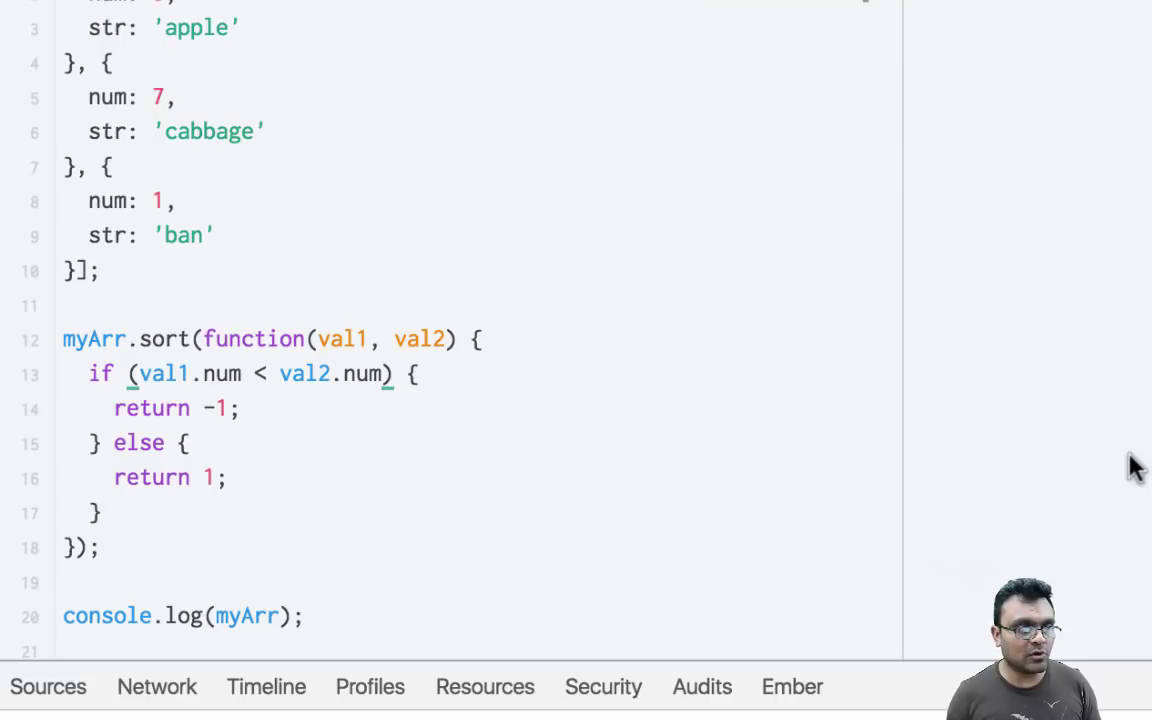 3 str: 'apple'
4 }, {
5 num: 7,
6 str: 'cabbage'
7 }, {
8 num: 1,
9 str: 'ban'
10 }];
11
12 myArr.sort(function(val1, val2) {
13 if (val1.num < val2.num) {
14 return -1;
15 } else {
16 return 1;
17 }
18 });
19
20 console.log(myArr);
21
Sources Network Timeline Profiles Resources Security Audits Ember